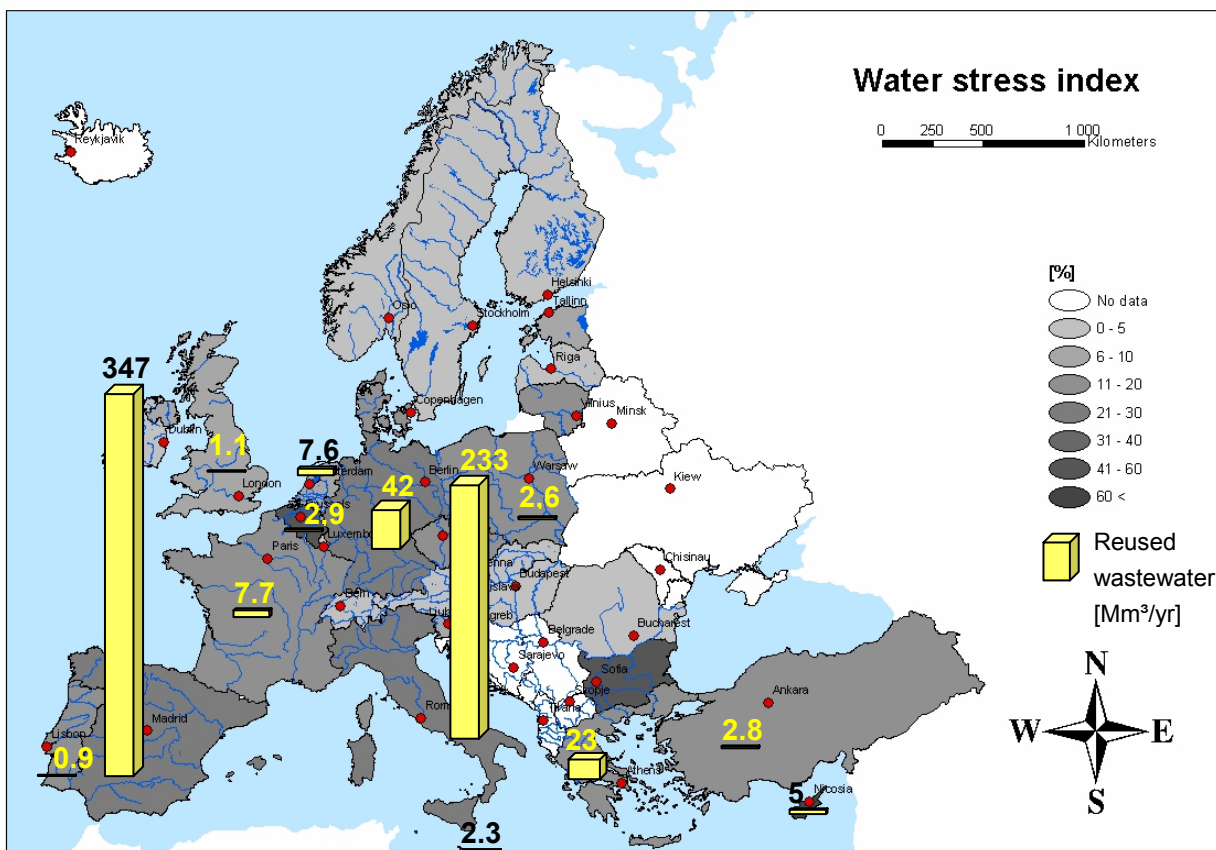 Water stress index
0 250 500 1 000
Kilometers
Reykjavik
[%]
No data
0 - 5
6 - 10
11 - 20
21 - 30
31 - 40
41 - 60
60 <
Reused
wastewater
[Mm³/yr]
N
W E
S
Helsinki
Tallinn
Oslo
Stockholm
Riga
347
Copenhagen
Vilnius
Minsk
Dublin
1.1
7.6
233
London
terdam
Berlin
Warsaw
Kiew
42
2,6
2,9
Luxemb
Paris
Chisinau
enna
Budapest
7.7
Bern
Ljub
greb
Belgrade
Bucharest
Sarajevo
Sofia
Skopje
Ankara
Rom
Tirana
Madrid
Lisbon
0.9
23
2.8
Athens
5
Nicosia
2.3